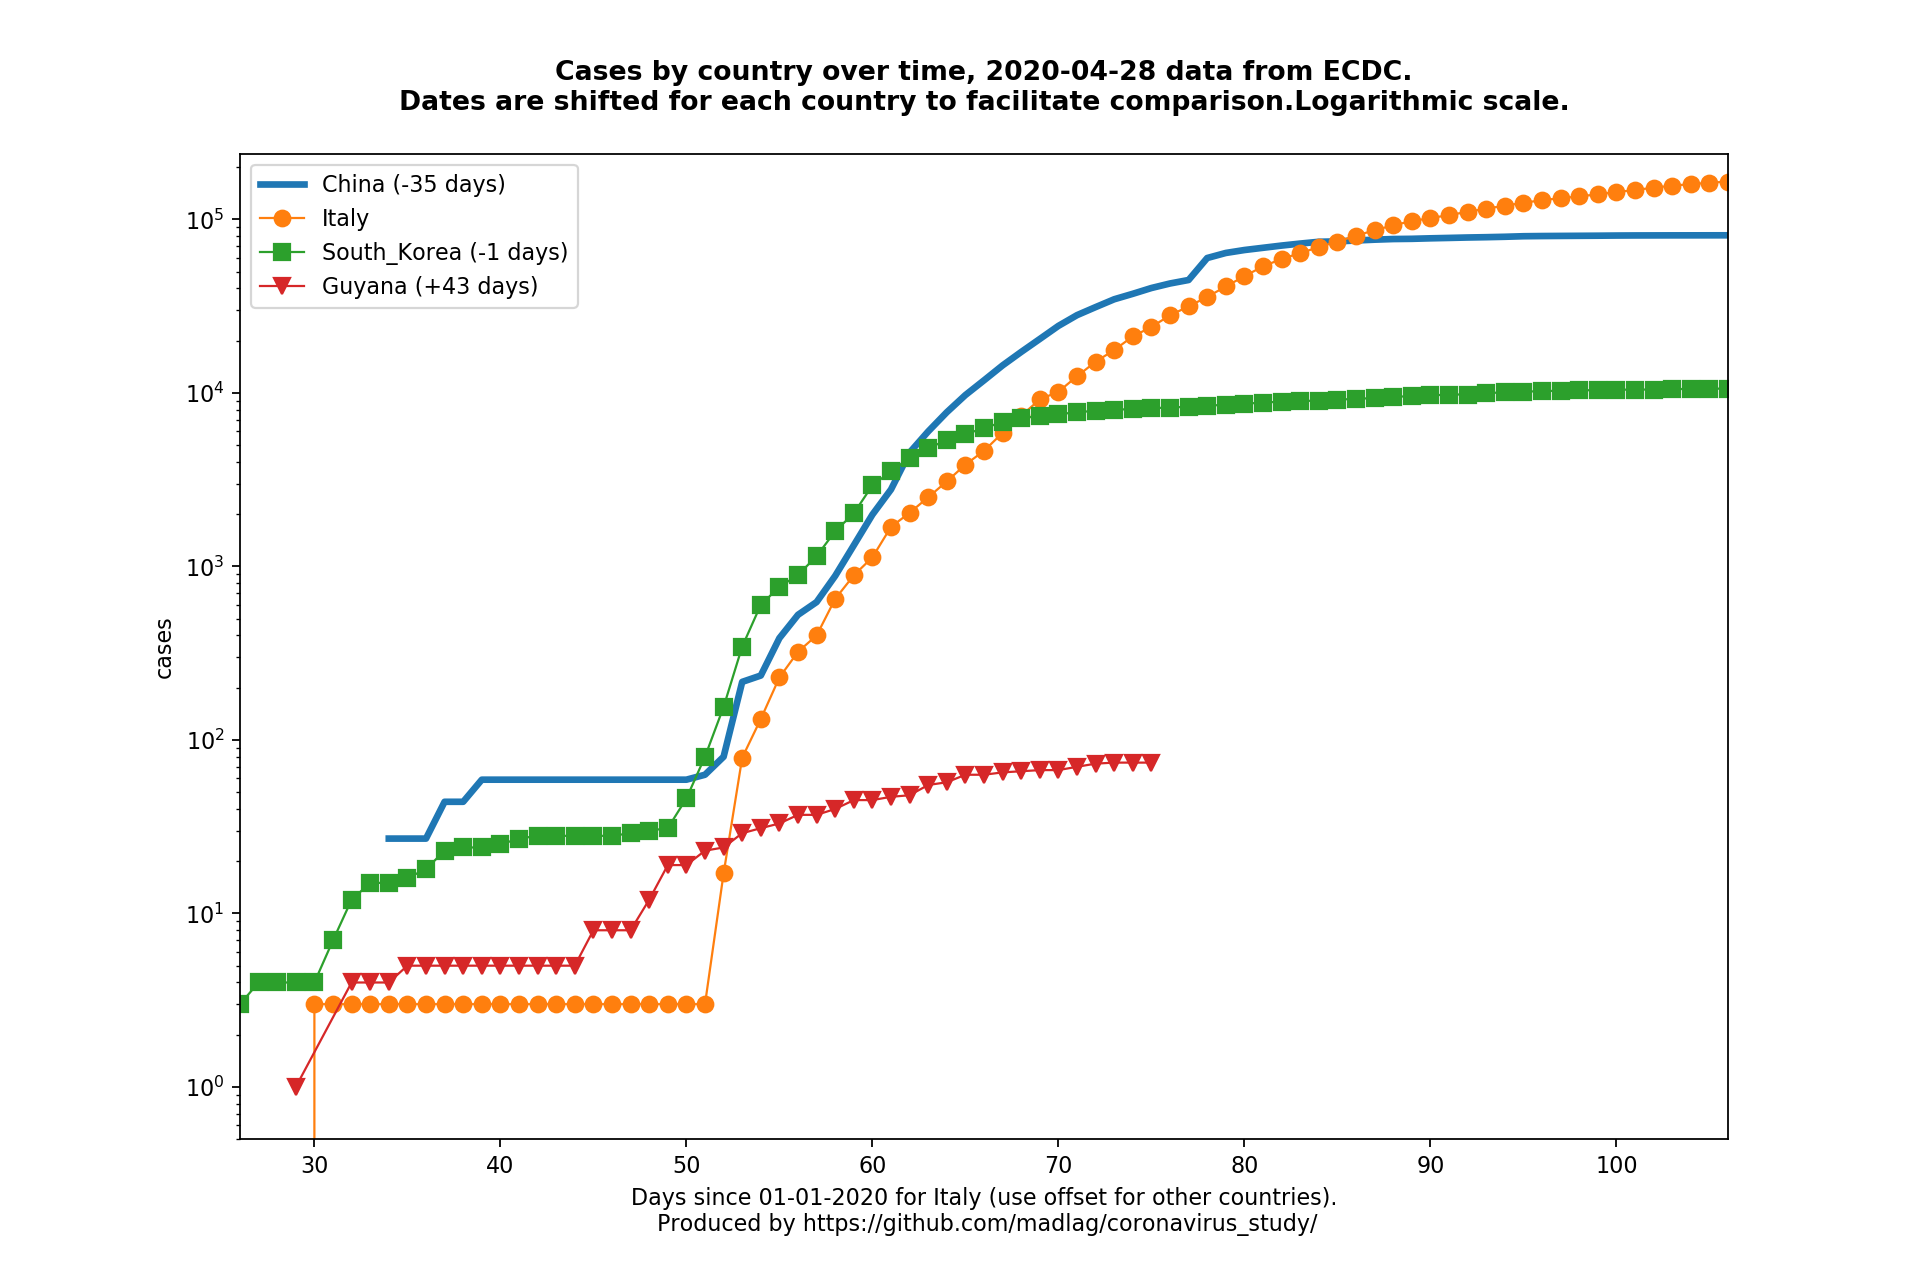 Cases by country over time, 2020-04-28 data from ECDC.
Dates are shifted for each country to facilitate comparison.Logarithmic scale.
China (-35 days)
Italy
South_Korea (-1 days)
Guyana (+43 days)
10⁵
10⁴
10³
10²
10¹
10⁰
cases
30 40 50 60 70 80 90 100
Days since 01-01-2020 for Italy (use offset for other countries).
Produced by https://github.com/madlag/coronavirus_study/